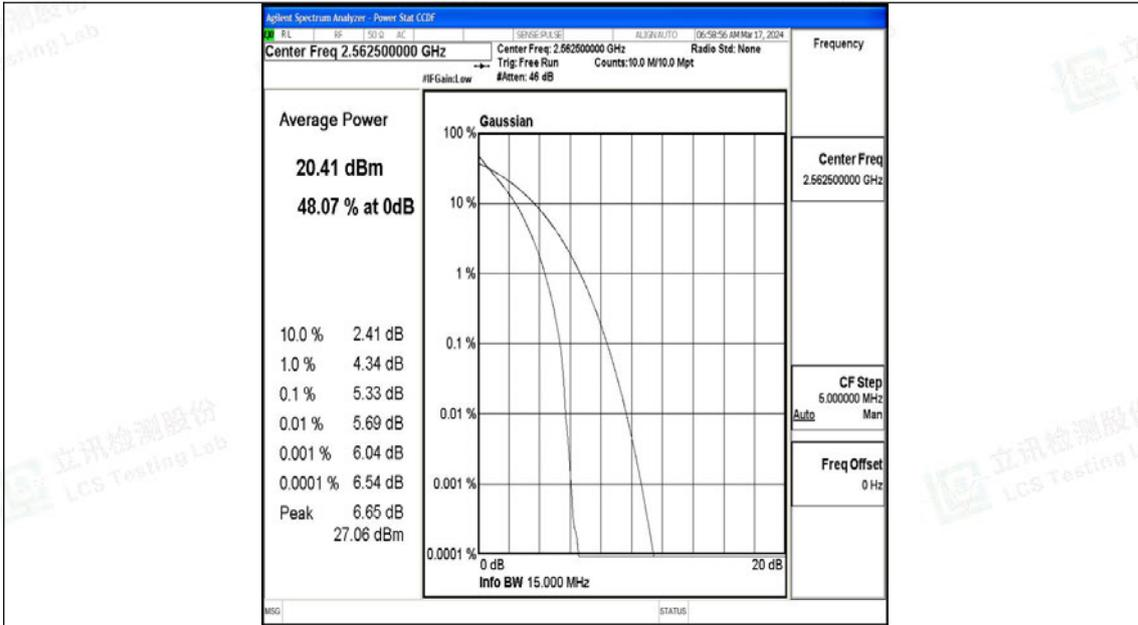 Agilent Spectrum Analyzer - Power Stat CCDF
RL RF 50 Ω AC SENSE:PULSE ALIGNAUTO 06:58:56 AM Mar 17, 2024
Center Freq 2.562500000 GHz
Center Freq: 2.562500000 GHz Radio Std: None
Trig: Free Run Counts:10.0 M/10.0 Mpt
#IFGain:Low #Atten: 46 dB
Frequency
Average Power
20.41 dBm
48.07 % at 0dB
10.0 % 2.41 dB
1.0 % 4.34 dB
0.1 % 5.33 dB
0.01 % 5.69 dB
0.001 % 6.04 dB
0.0001 % 6.54 dB
Peak 6.65 dB
27.06 dBm
Gaussian
100 %
10 %
1 %
0.1 %
0.01 %
0.001 %
0.0001 %
0 dB 20 dB
Info BW 15.000 MHz
Center Freq
2.562500000 GHz
CF Step
5.000000 MHz
Auto Man
Freq Offset
0 Hz
MSG STATUS
立讯检测股份
LCS Testing Lab
立讯检测股
LCS Testing L